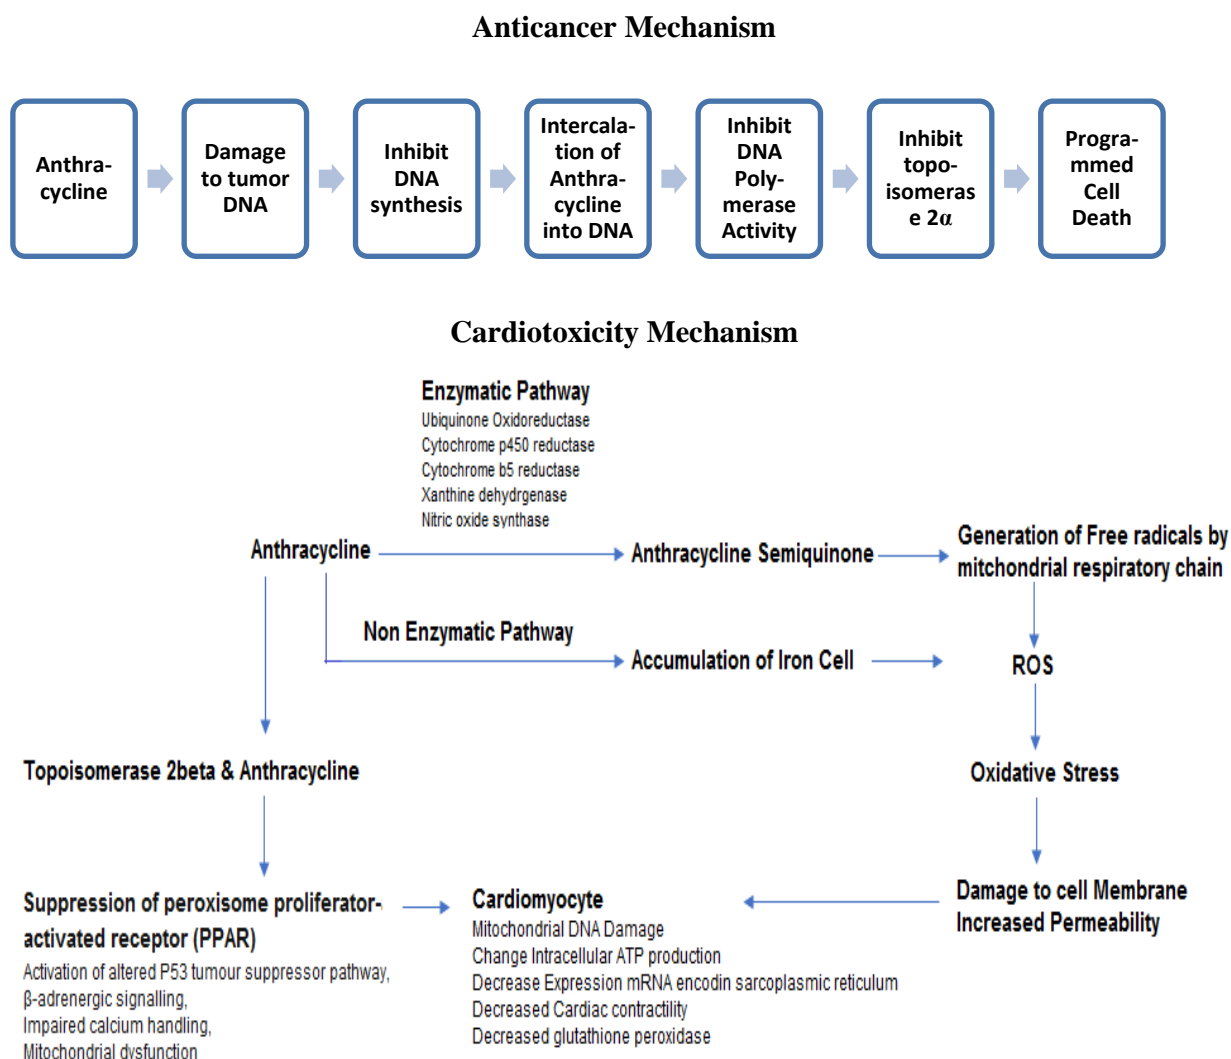 Anticancer Mechanism
Anthra-
cycline
Damage
to tumor
DNA
Inhibit
DNA
synthesis
Intercala-
tion of
Anthra-
cycline
into DNA
Inhibit
DNA
Poly-
merase
Activity
Inhibit
topo-
isomeras
e 2α
Progra-
mmed
Cell
Death
Cardiotoxicity Mechanism
Enzymatic Pathway
Ubiquinone Oxidoreductase
Cytochrome p450 reductase
Cytochrome b5 reductase
Xanthine dehydrgenase
Nitric oxide synthase
Anthracycline
Anthracycline Semiquinone
Generation of Free radicals by
mitchondrial respiratory chain
Non Enzymatic Pathway
Accumulation of Iron Cell
ROS
Topoisomerase 2beta & Anthracycline
Oxidative Stress
Suppression of peroxisome proliferator-
activated receptor (PPAR)
Activation of altered P53 tumour suppressor pathway,
β-adrenergic signalling,
Impaired calcium handling,
Mitochondrial dysfunction
Cardiomyocyte
Mitochondrial DNA Damage
Change Intracellular ATP production
Decrease Expression mRNA encodin sarcoplasmic reticulum
Decreased Cardiac contractility
Decreased glutathione peroxidase
Damage to cell Membrane
Increased Permeability